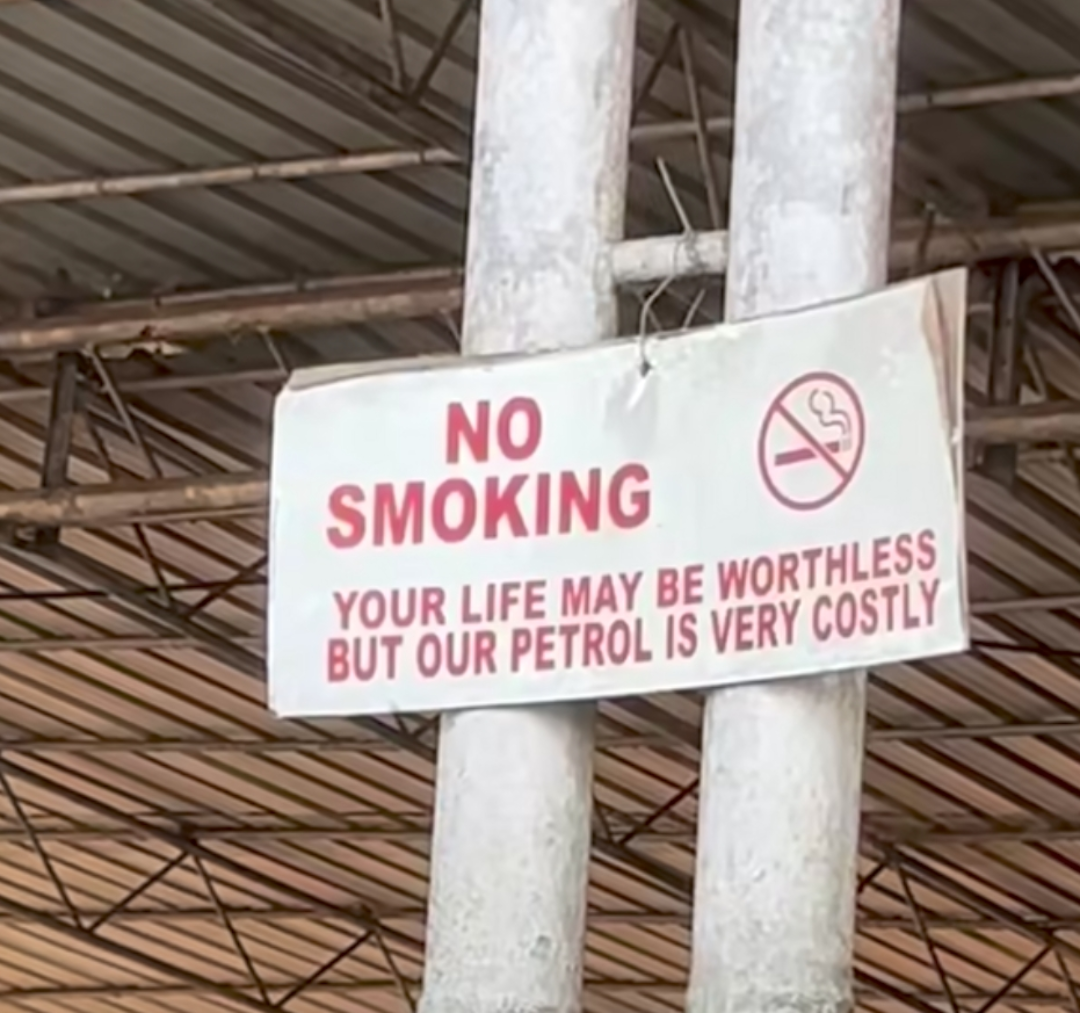 NO
SMOKING
YOUR LIFE MAY BE WORTHLESS
BUT OUR PETROL IS VERY COSTLY